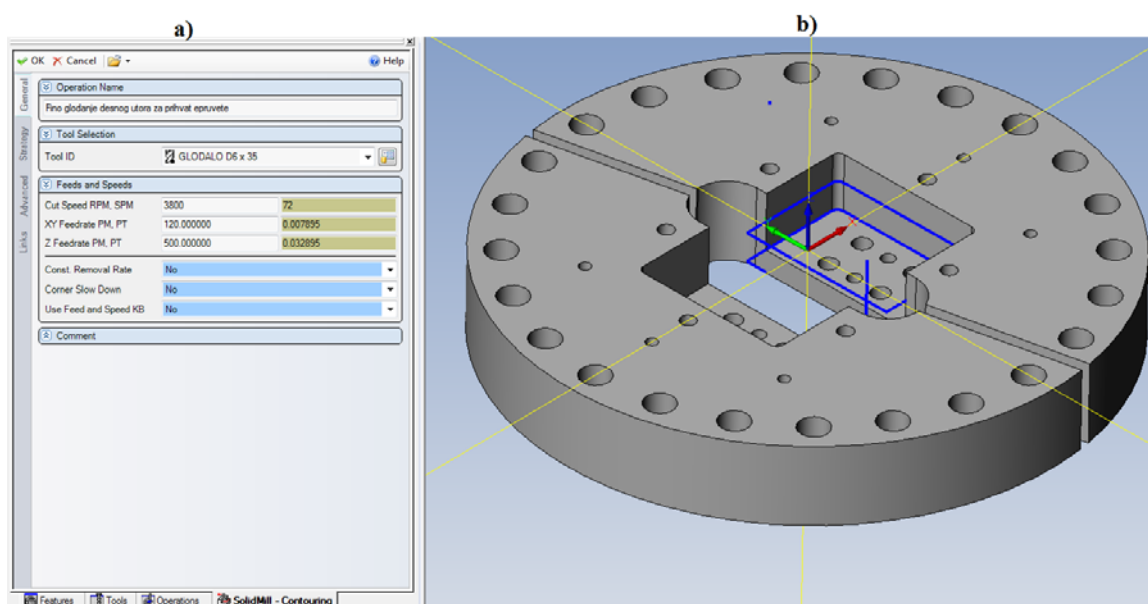 a)
b)
OK Cancel Help
General
Strategy
Advanced
Links
Operation Name
Fino glodanje desnog utora za prihvat epruvete
Tool Selection
Tool ID GLODALO D6 x 35
Feeds and Speeds
Cut Speed RPM, SPM 3800 72
XY Feedrate PM, PT 120.000000 0.007895
Z Feedrate PM, PT 500.000000 0.032895
Const. Removal Rate No
Corner Slow Down No
Use Feed and Speed KB No
Comment
Features Tools Operations SolidMill - Contouring